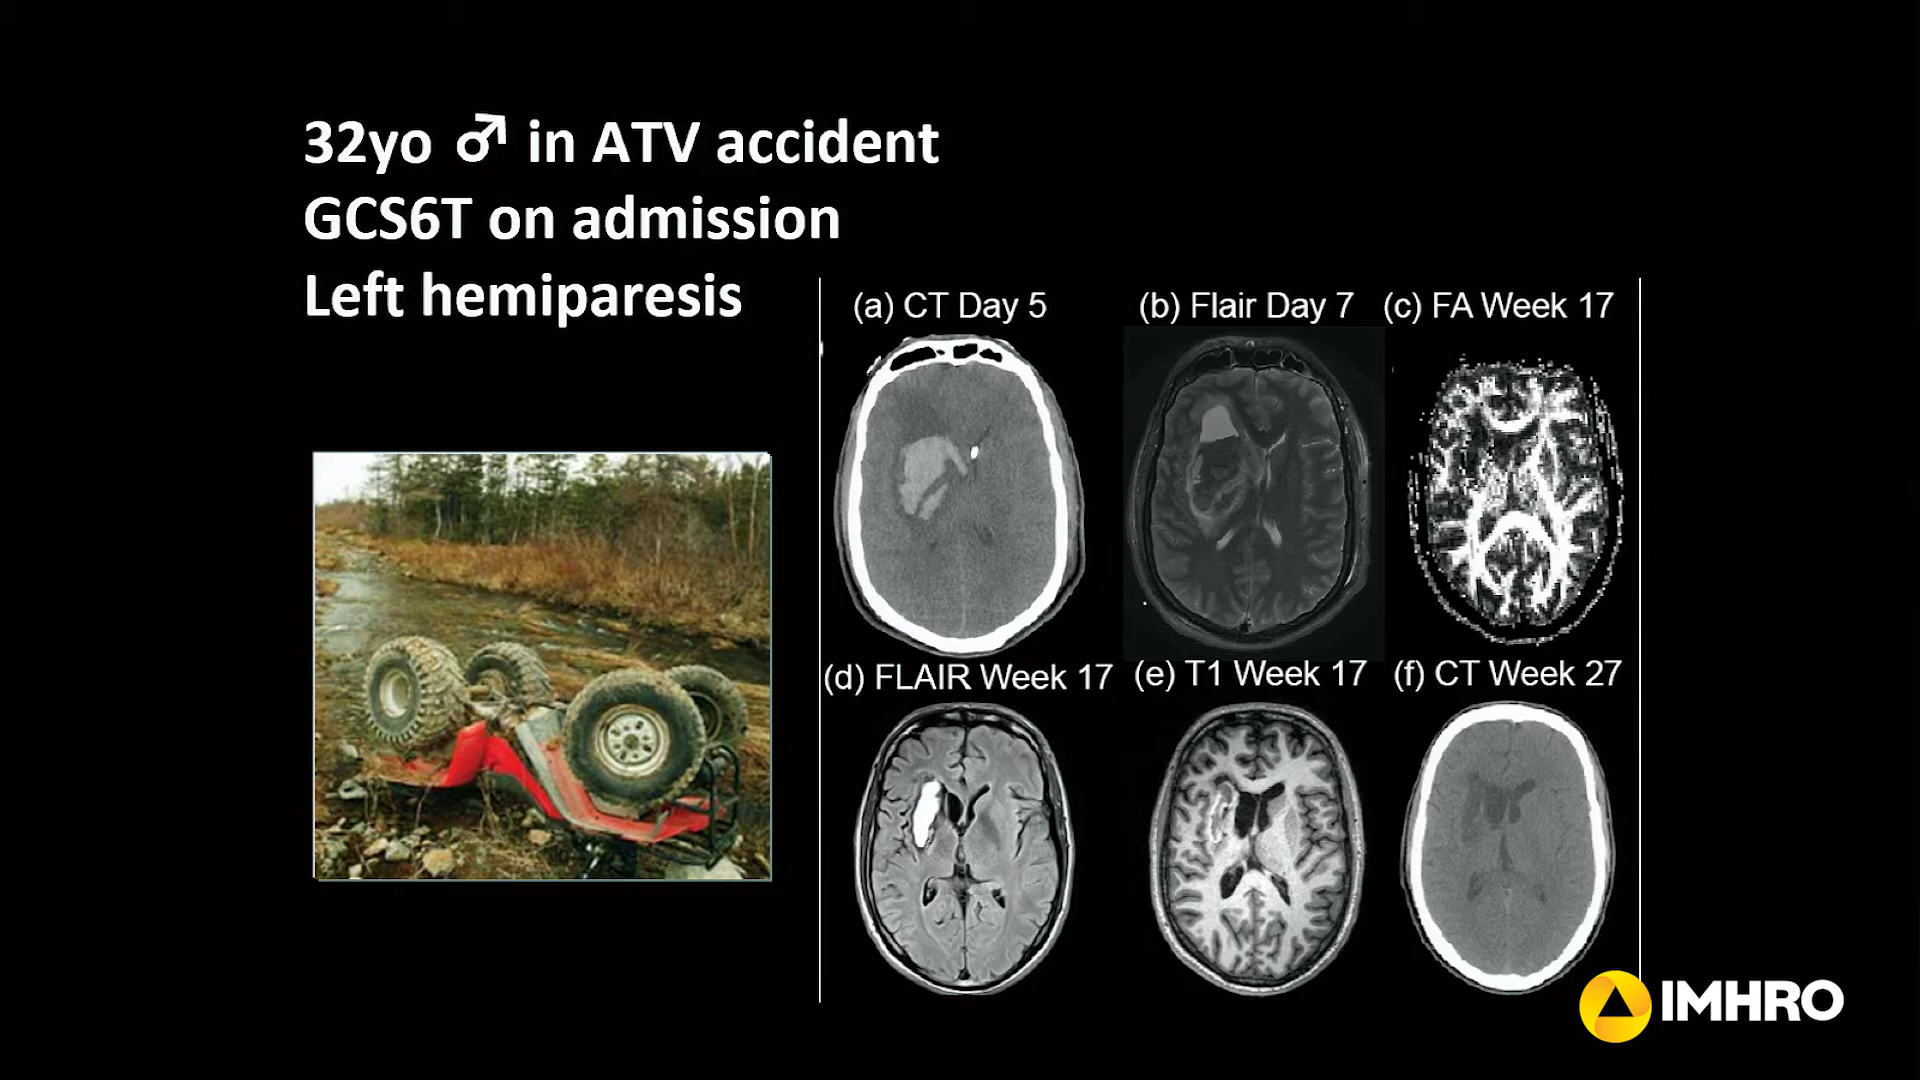 32yo ♂ in ATV accident
GCS6T on admission
Left hemiparesis
(a) CT Day 5
(b) Flair Day 7
(c) FA Week 17
(d) FLAIR Week 17
(e) T1 Week 17
(f) CT Week 27
IMHRO